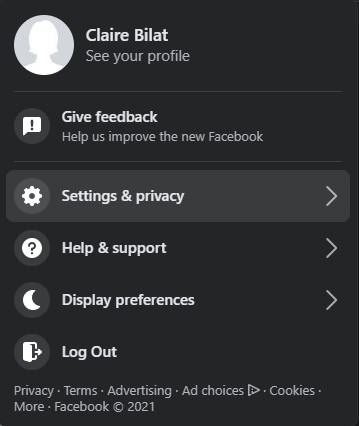 Claire Bilat
See your profile
Give feedback
Help us improve the new Facebook
Settings & privacy
Help & support
Display preferences
Log Out
Privacy · Terms · Advertising · Ad choices · Cookies ·
More · Facebook © 2021